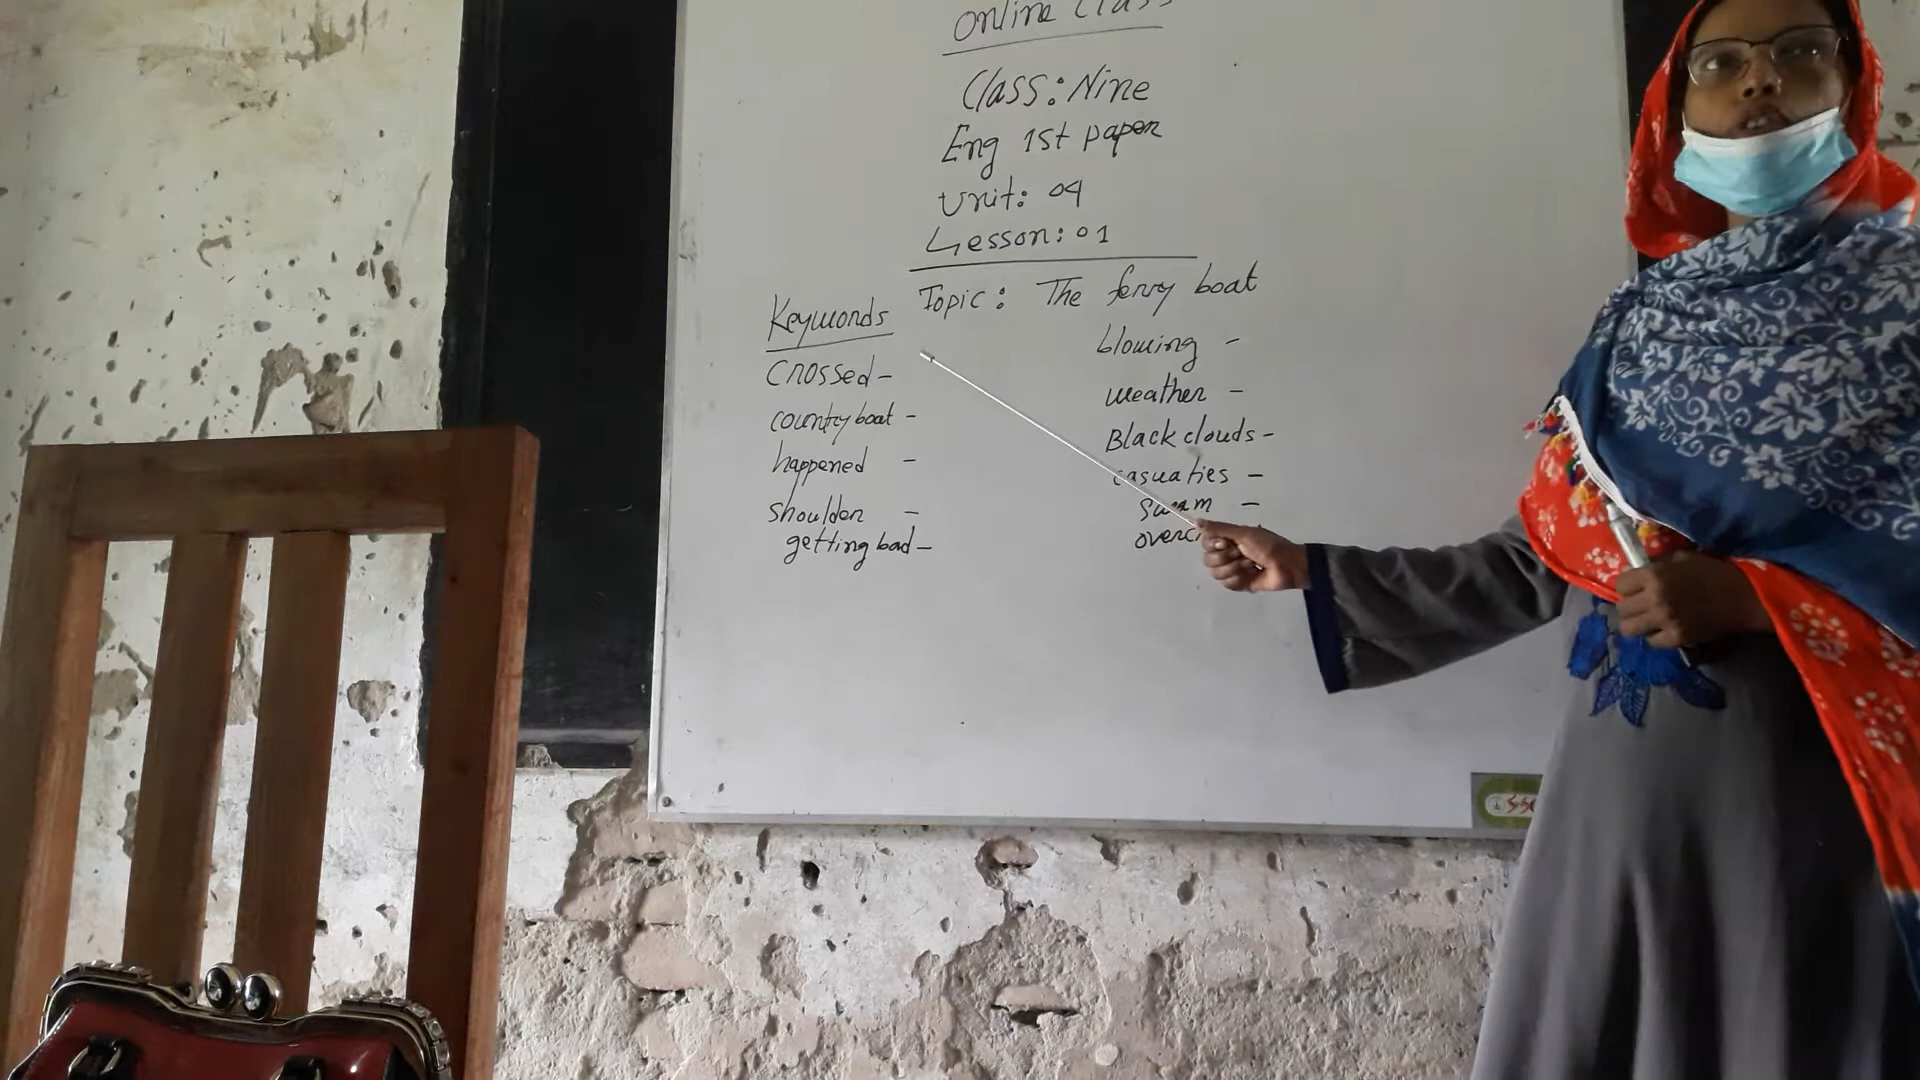 Online Class
Class: Nine
Eng 1st paper
Unit: 04
Lesson: 01
Topic: The ferry boat
Keywords
crossed-
country boat -
happened -
shoulder -
getting bad-
blowing -
weather -
Black clouds-
casuaties -
swam -